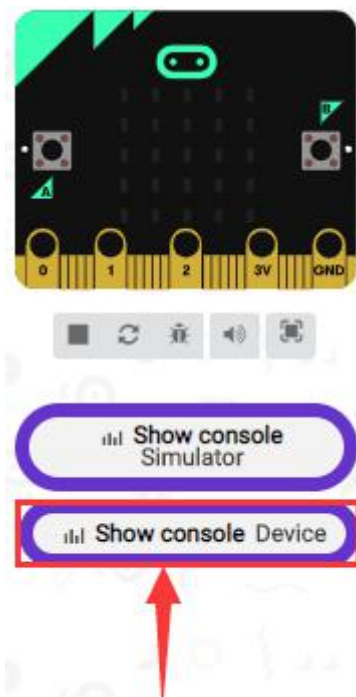 B
A
0 1 2 3V GND
Show console
Simulator
Show console Device